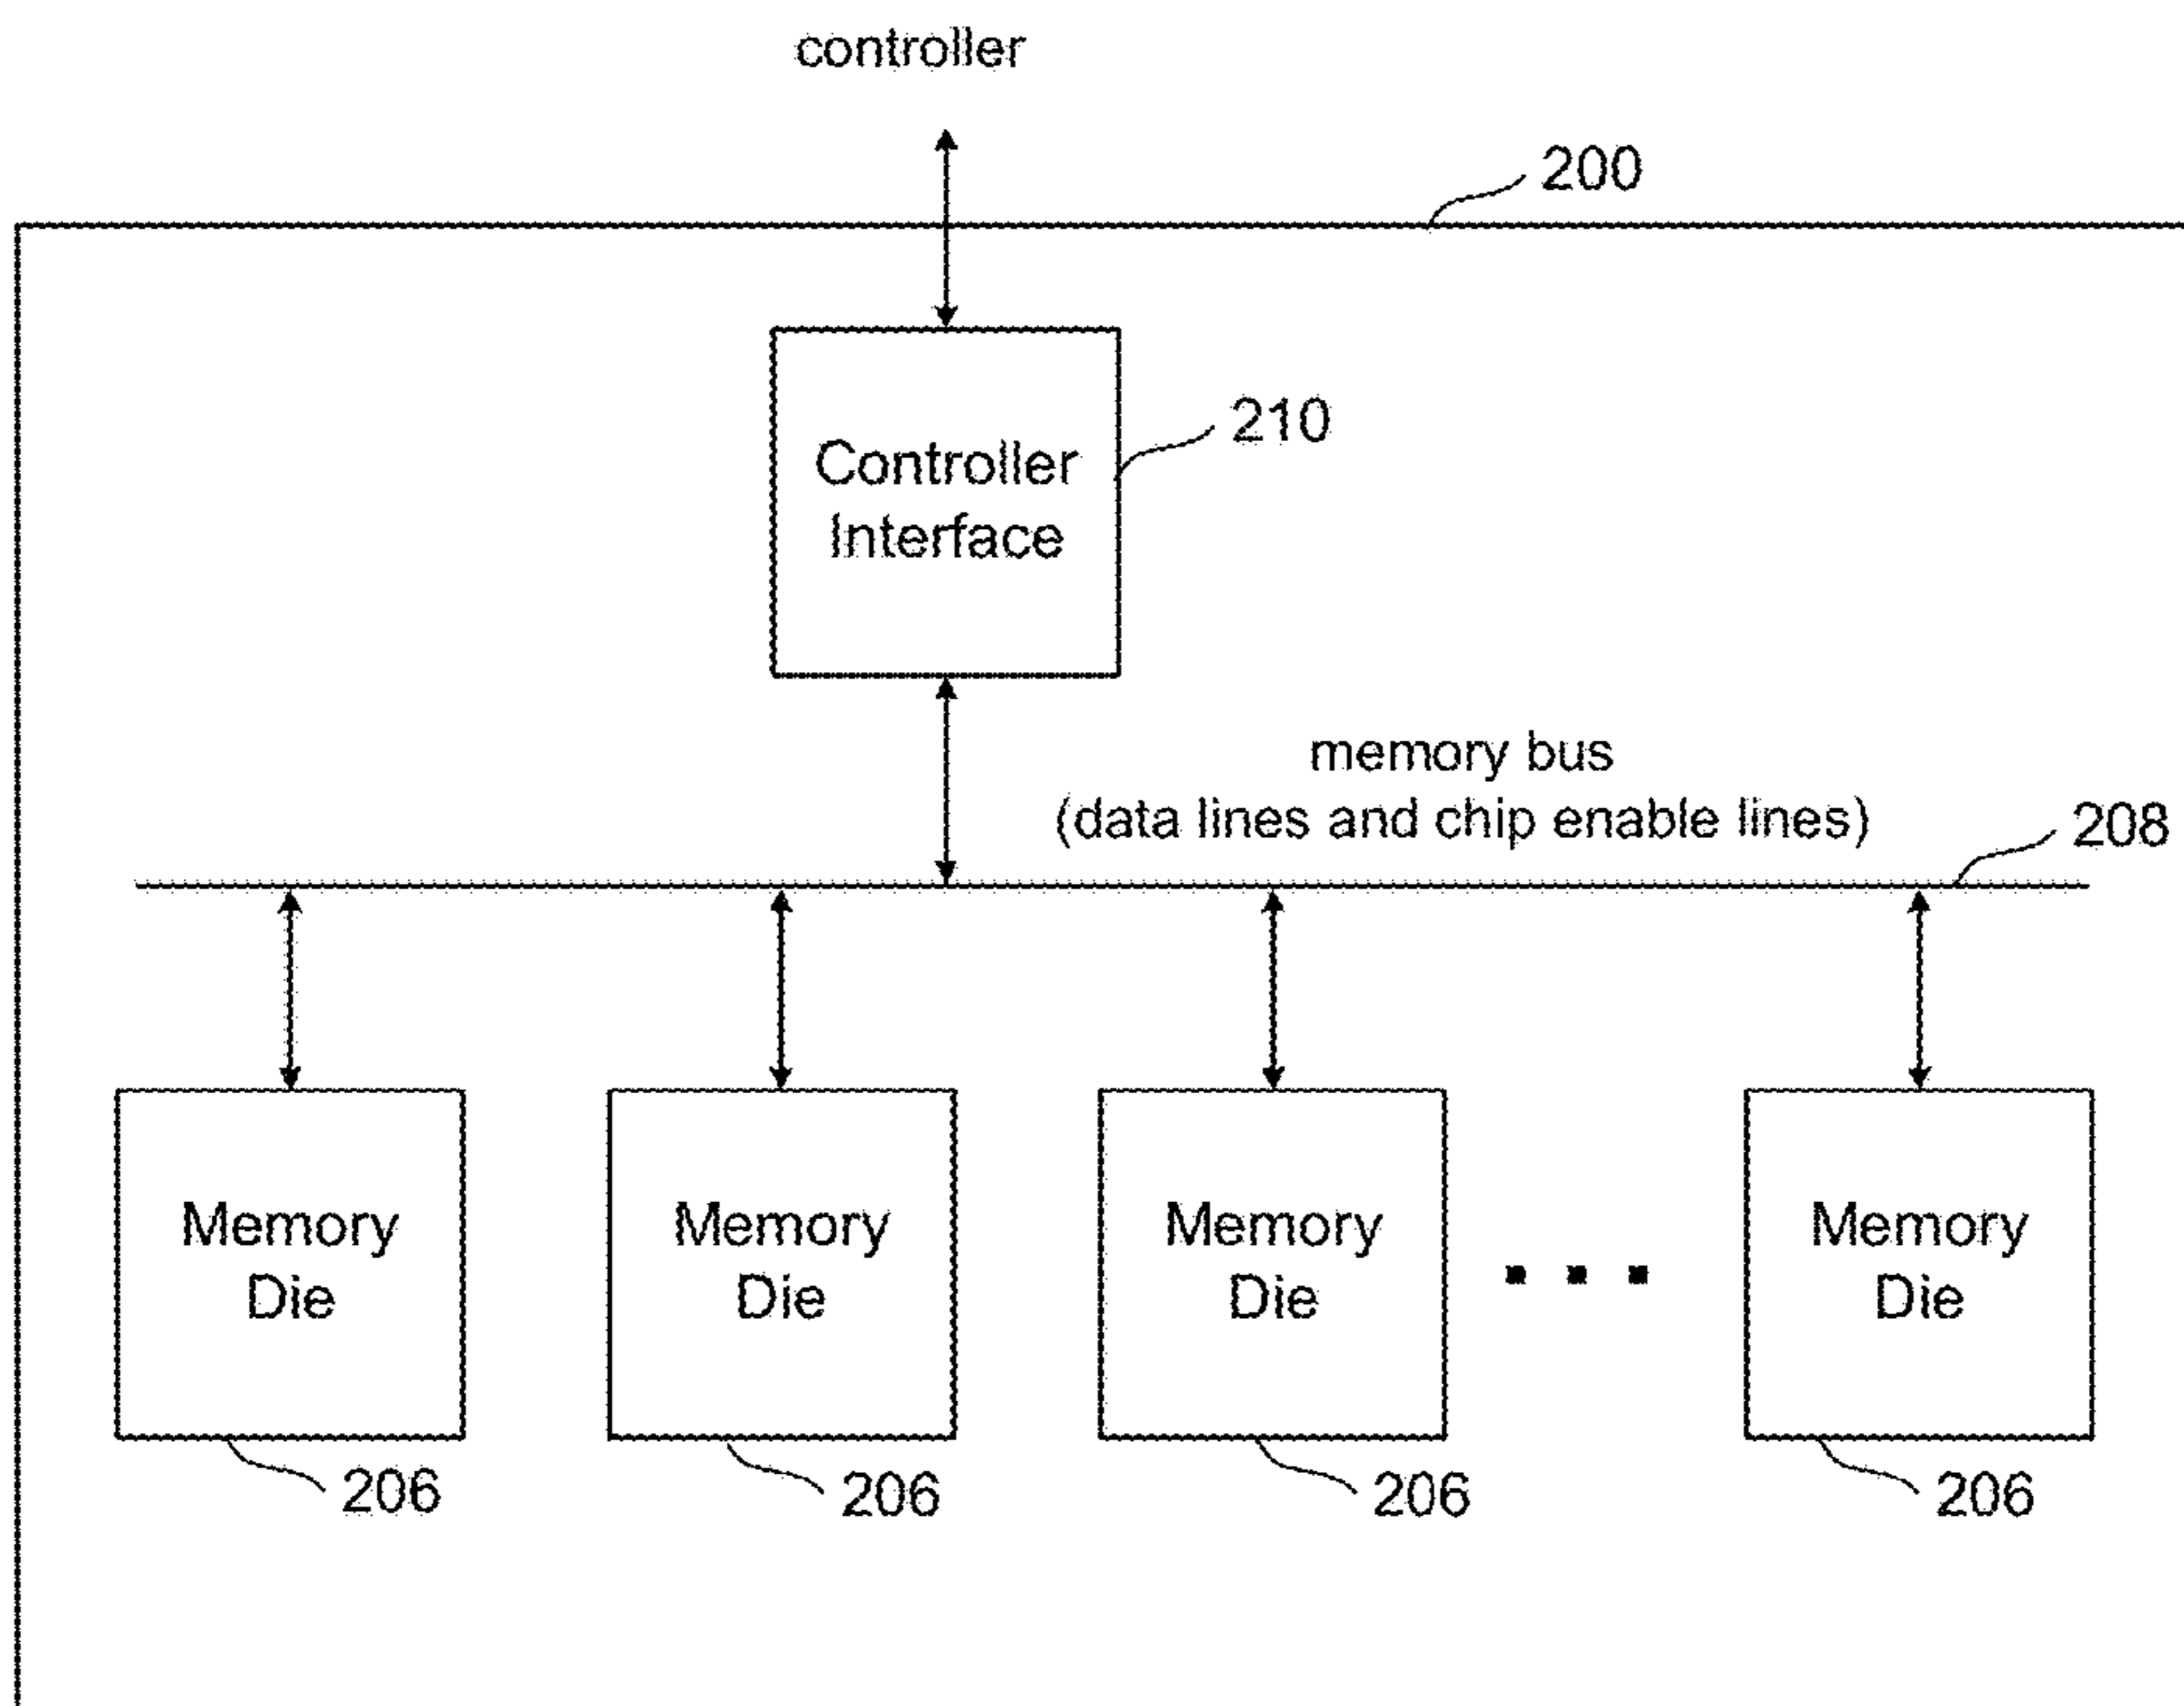 controller
200
210
Controller
Interface
memory bus
(data lines and chip enable lines)
208
Memory
Die
Memory
Die
Memory
Die
Memory
Die
206
206
206
206